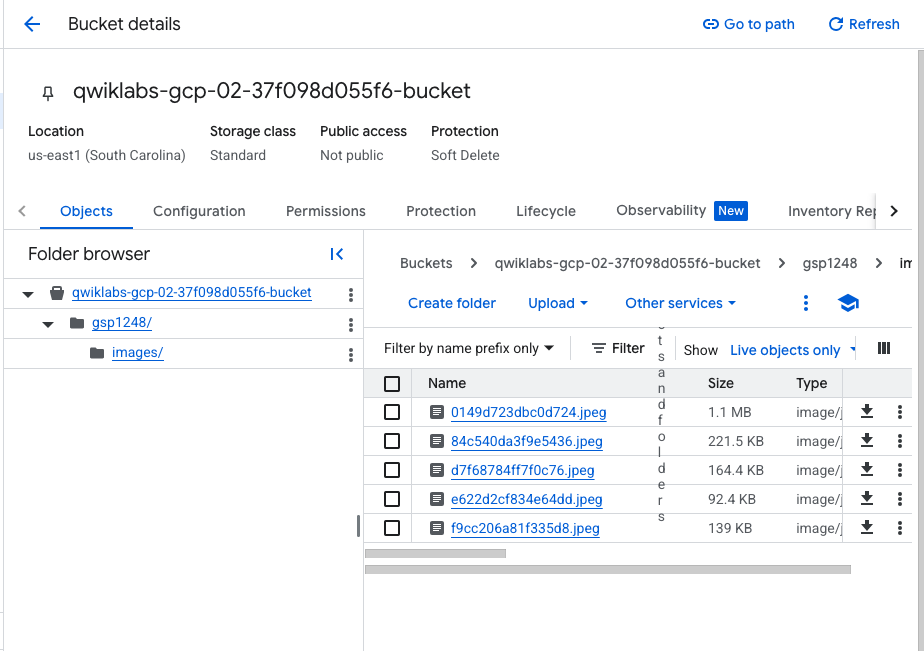 Bucket details
Go to path
Refresh
qwiklabs-gcp-02-37f098d055f6-bucket
Location
Storage class
Public access
Protection
us-east1 (South Carolina)
Standard
Not public
Soft Delete
Objects
Configuration
Permissions
Protection
Lifecycle
Observability
New
Inventory Rep
Folder browser
qwiklabs-gcp-02-37f098d055f6-bucket
gsp1248/
images/
Buckets
qwiklabs-gcp-02-37f098d055f6-bucket
gsp1248
im
Create folder
Upload
Other services
Filter by name prefix only
Filter
t
s
a
n
d
f
o
l
d
e
r
s
Show
Live objects only
Name
Size
Type
0149d723dbc0d724.jpeg
1.1 MB
image/j
84c540da3f9e5436.jpeg
221.5 KB
image/j
d7f68784ff7f0c76.jpeg
164.4 KB
image/j
e622d2cf834e64dd.jpeg
92.4 KB
image/j
f9cc206a81f335d8.jpeg
139 KB
image/j